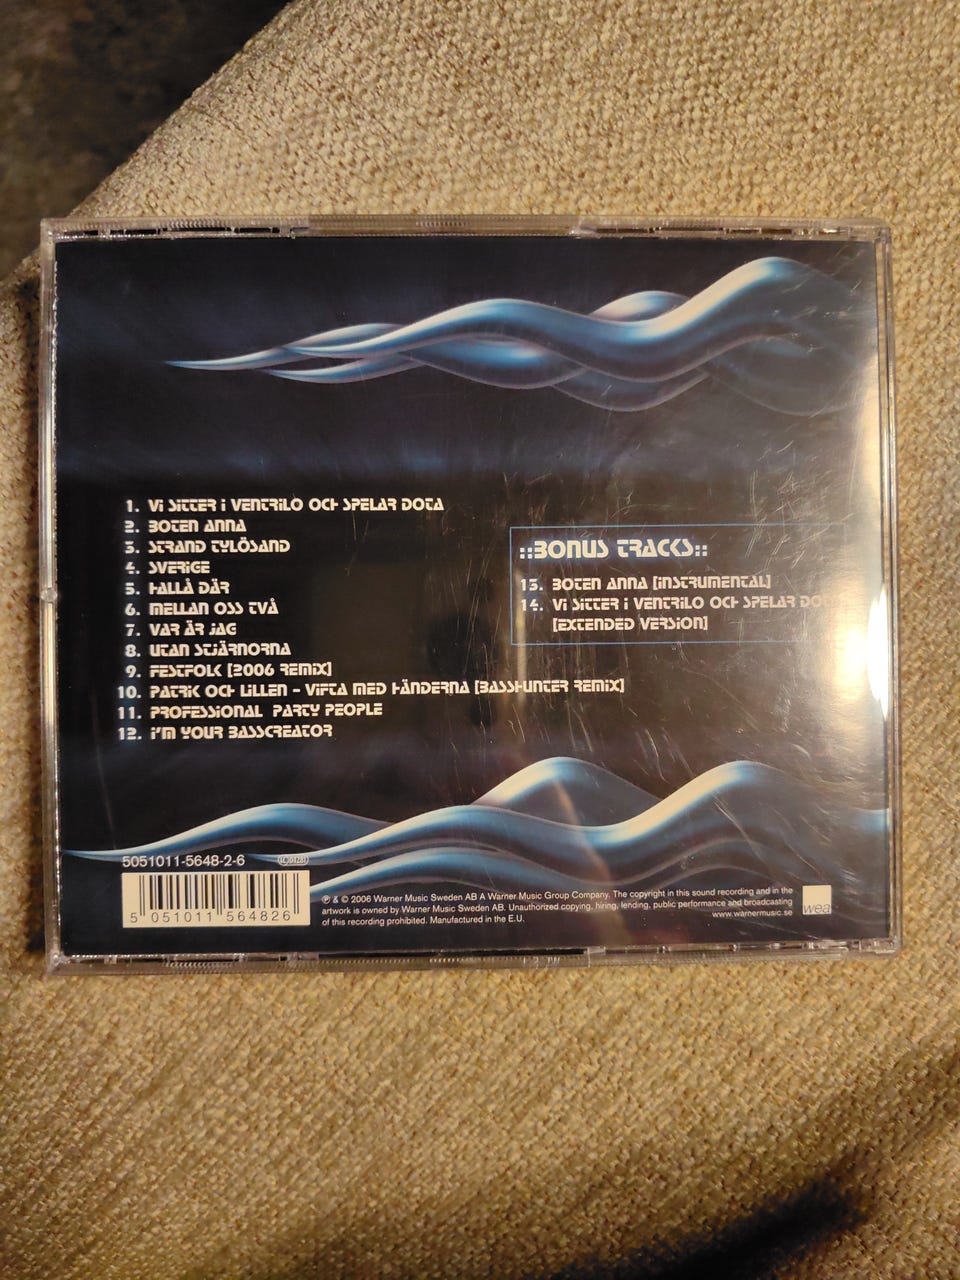 1. Vi SITTER i VENTRILO OCH SPELAR DOTA
2. BOTEN ANNA
3. STRAND TYLÖSAND
4. SVERIGE
5. HALLÅ DÄR
6. MELLAN OSS TVÅ
7. VAR ÄR JAG
8. UTAN STJÄRNORNA
9. FESTFOLK [2006 REMIX]
10. PATRIK OCH LILLEN - VIFTA MED HÄNDERNA [BASSHUNTER REMIX]
11. PROFESSIONAL PARTY PEOPLE
12. i'M YOUR BASSCREATOR
::BONUS TRACKS::
13. BOTEN ANNA [iNSTRUMENTAL]
14. Vi SITTER i VENTRILO OCH SPELAR DOTA
[EXTENDED VERSiON]
5051011-5648-2-6
5 051011 564826
℗ & © 2006 Warner Music Sweden AB A Warner Music Group Company. The copyright in this sound recording and in the
artwork is owned by Warner Music Sweden AB. Unauthorized copying, hiring, lending, public performance and broadcasting
of this recording prohibited. Manufactured in the E.U.
www.warnermusic.se
wea